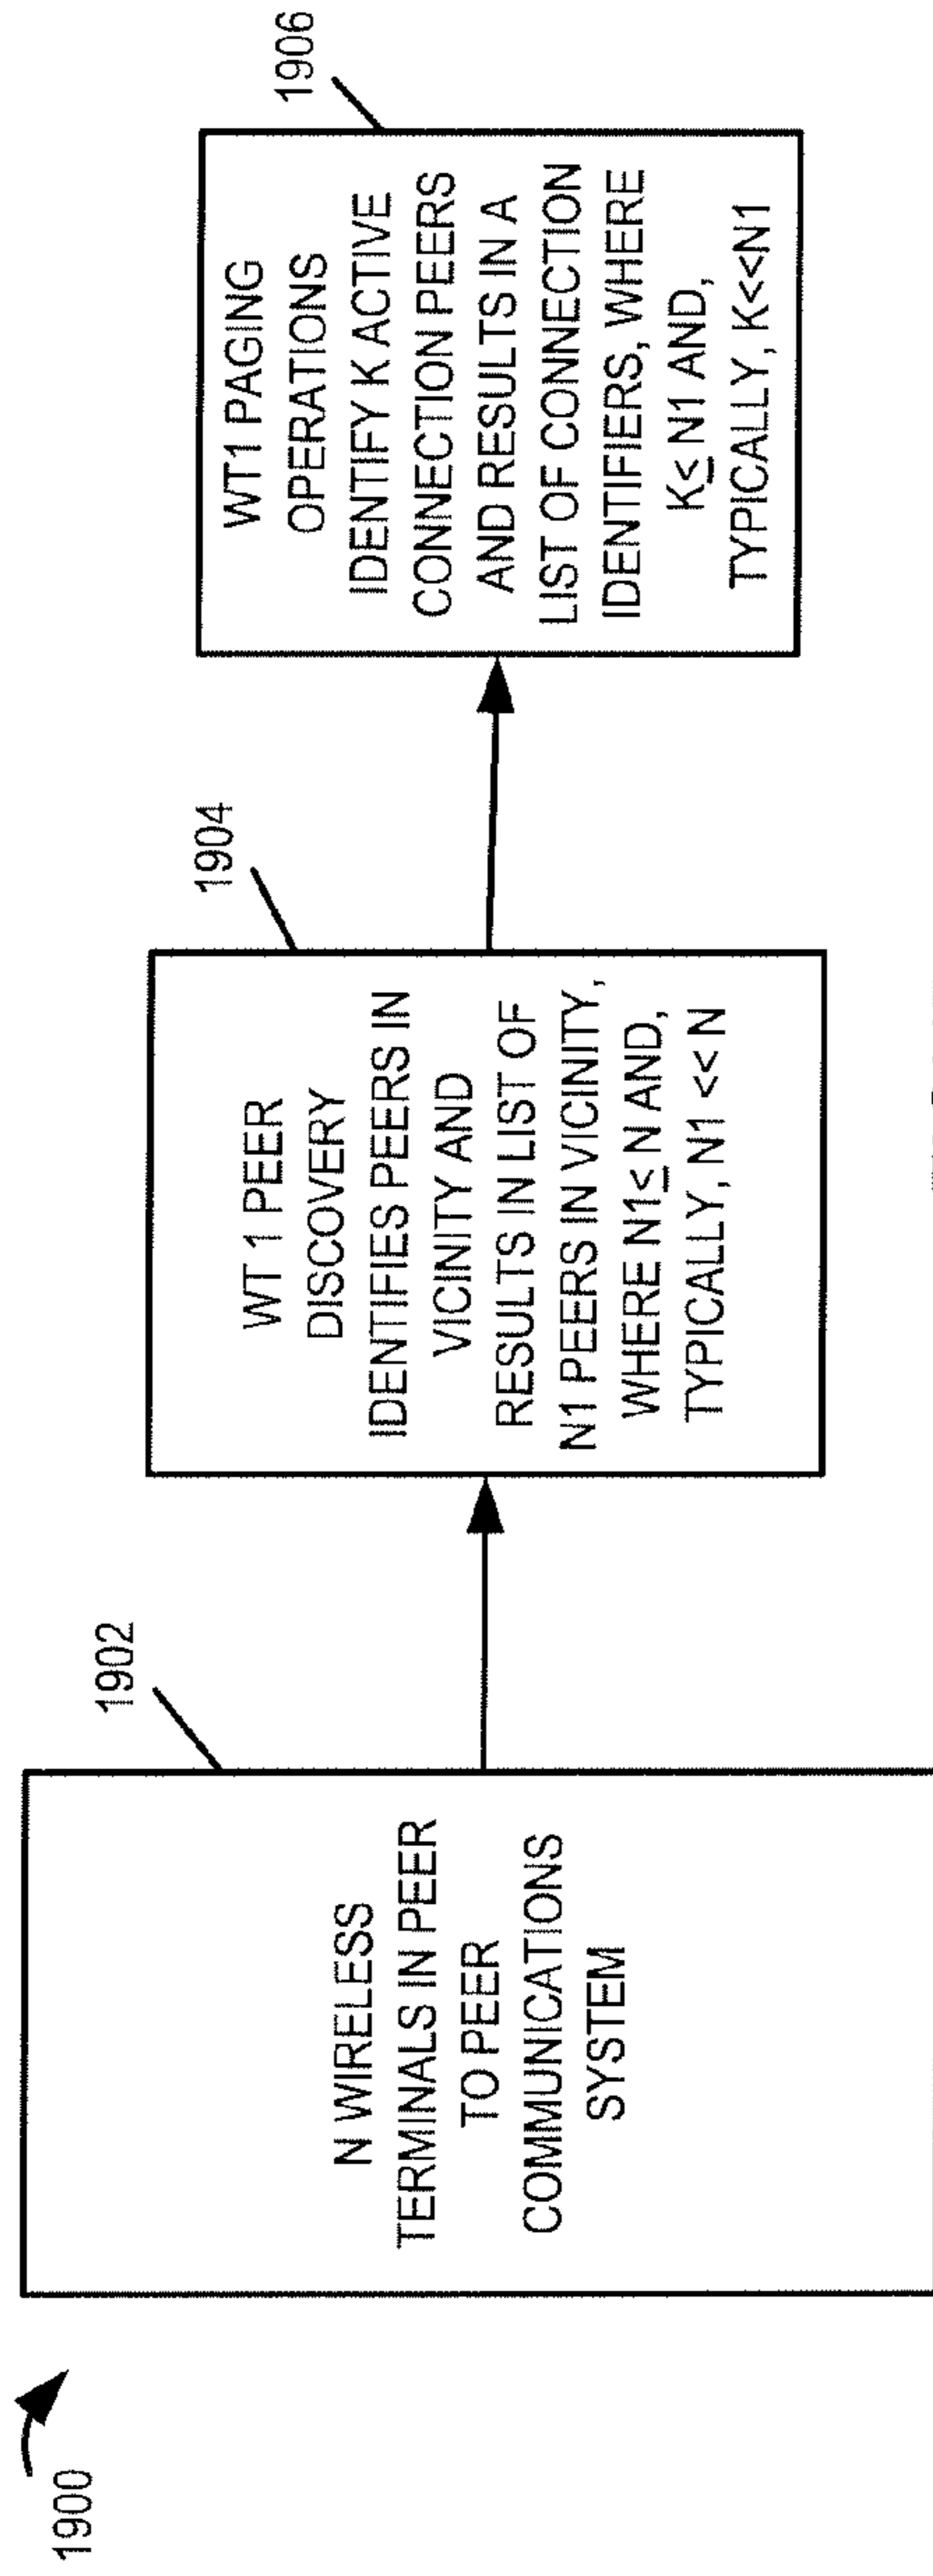 1900
1902
N WIRELESS
TERMINALS IN PEER
TO PEER
COMMUNICATIONS
SYSTEM
1904
WT 1 PEER
DISCOVERY
IDENTIFIES PEERS IN
VICINITY AND
RESULTS IN LIST OF
N1 PEERS IN VICINITY,
WHERE N1≤ N AND,
TYPICALLY, N1 << N
1906
WT1 PAGING
OPERATIONS
IDENTIFY K ACTIVE
CONNECTION PEERS
AND RESULTS IN A
LIST OF CONNECTION
IDENTIFIERS, WHERE
K≤ N1 AND,
TYPICALLY, K<<N1